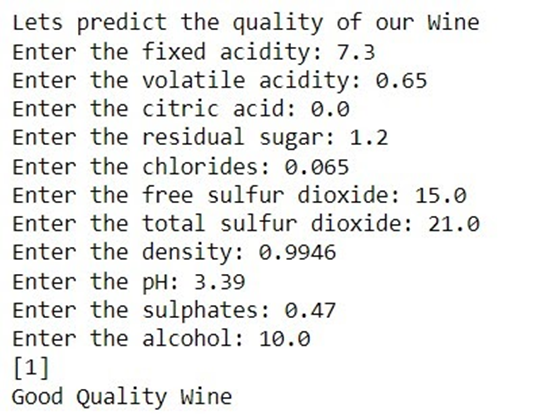 Lets predict the quality of our Wine
Enter the fixed acidity: 7.3
Enter the volatile acidity: 0.65
Enter the citric acid: 0.0
Enter the residual sugar: 1.2
Enter the chlorides: 0.065
Enter the free sulfur dioxide: 15.0
Enter the total sulfur dioxide: 21.0
Enter the density: 0.9946
Enter the pH: 3.39
Enter the sulphates: 0.47
Enter the alcohol: 10.0
[1]
Good Quality Wine